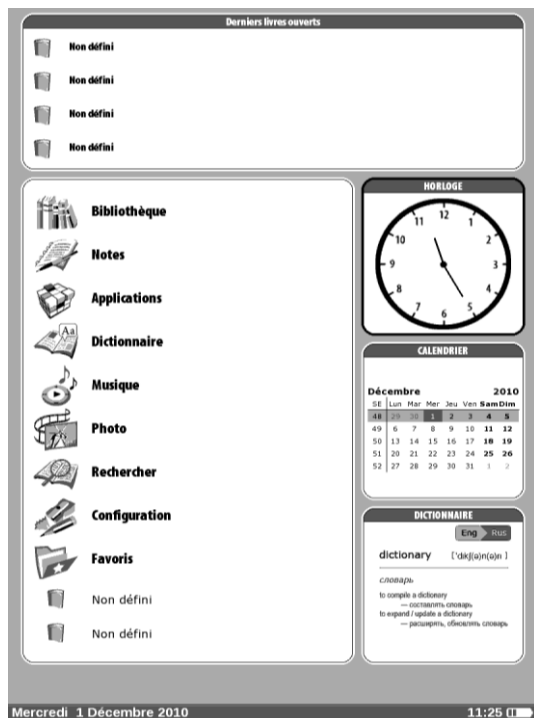 Derniers livres ouverts
Non défini
Non défini
Non défini
Non défini
Bibliothèque
Notes
Applications
Aa
Dictionnaire
Musique
Photo
Rechercher
Configuration
Favoris
Non défini
Non défini
HORLOGE
12
11 1
10 2
9 3
8 4
7 5
6
CALENDRIER
Décembre 2010
SE Lun Mar Mer Jeu Ven Sam Dim
48 29 30 1 2 3 4 5
49 6 7 8 9 10 11 12
50 13 14 15 16 17 18 19
51 20 21 22 23 24 25 26
52 27 28 29 30 31 1 2
DICTIONNAIRE
Eng Rus
dictionary ['dɪkʃ(ə)n(ə)rɪ]
словарь
to compile a dictionary
— составлять словарь
to expand / update a dictionary
— расширять, обновлять словарь
Mercredi 1 Décembre 2010 11:25